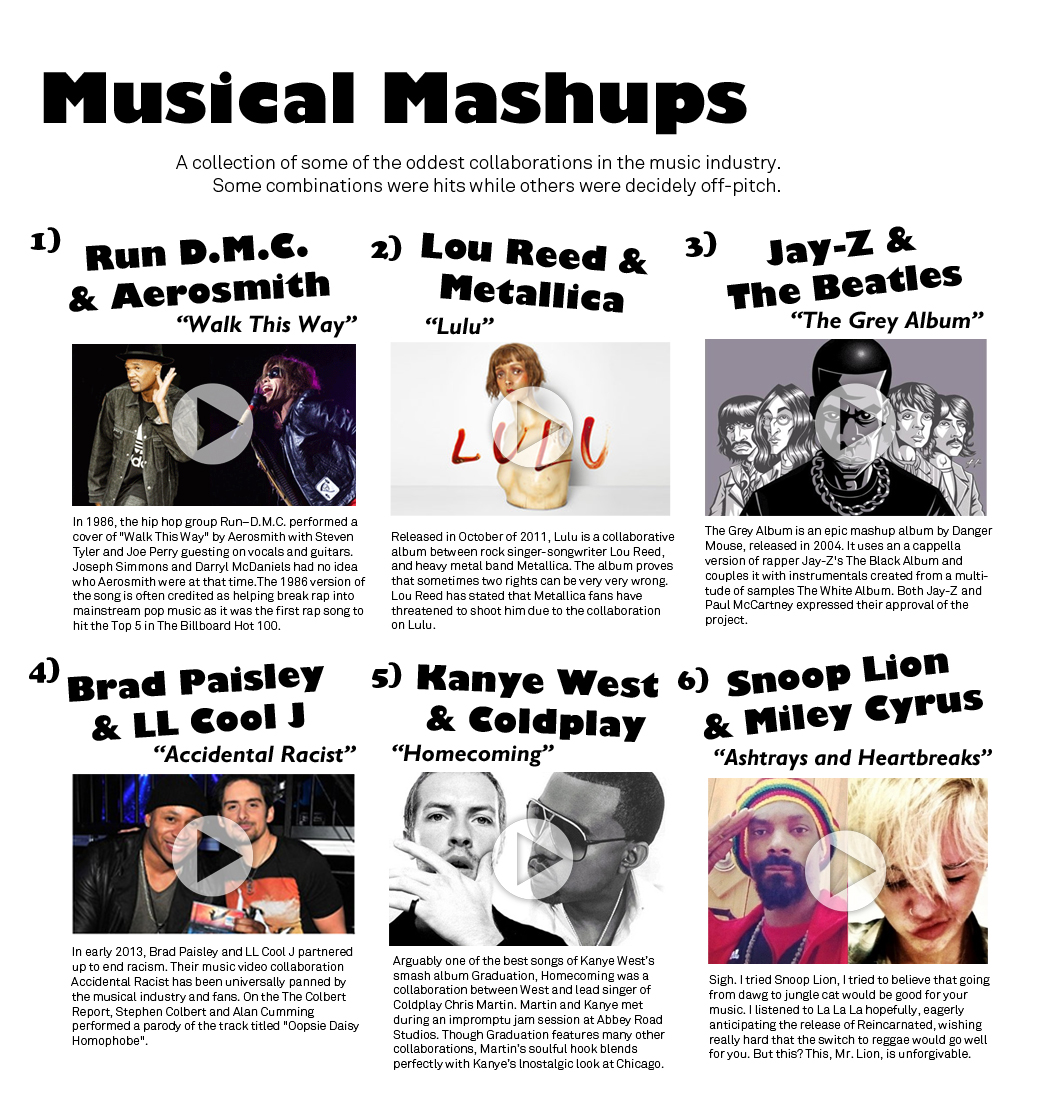 Musical Mashups
A collection of some of the oddest collaborations in the music industry.
Some combinations were hits while others were decidely off-pitch.
1)
Run D.M.C.
& Aerosmith
“Walk This Way”
In 1986, the hip hop group Run–D.M.C. performed a
cover of "Walk This Way" by Aerosmith with Steven
Tyler and Joe Perry guesting on vocals and guitars.
Joseph Simmons and Darryl McDaniels had no idea
who Aerosmith were at that time.The 1986 version of
the song is often credited as helping break rap into
mainstream pop music as it was the first rap song to
hit the Top 5 in The Billboard Hot 100.
2)
Lou Reed &
Metallica
“Lulu”
LULU
Released in October of 2011, Lulu is a collaborative
album between rock singer-songwriter Lou Reed,
and heavy metal band Metallica. The album proves
that sometimes two rights can be very very wrong.
Lou Reed has stated that Metallica fans have
threatened to shoot him due to the collaboration
on Lulu.
3)
Jay-Z &
The Beatles
“The Grey Album”
The Grey Album is an epic mashup album by Danger
Mouse, released in 2004. It uses an a cappella
version of rapper Jay-Z's The Black Album and
couples it with instrumentals created from a multi-
tude of samples The White Album. Both Jay-Z and
Paul McCartney expressed their approval of the
project.
4)
Brad Paisley
& LL Cool J
“Accidental Racist”
In early 2013, Brad Paisley and LL Cool J partnered
up to end racism. Their music video collaboration
Accidental Racist has been universally panned by
the musical industry and fans. On the The Colbert
Report, Stephen Colbert and Alan Cumming
performed a parody of the track titled "Oopsie Daisy
Homophobe".
5)
Kanye West
& Coldplay
“Homecoming”
Arguably one of the best songs of Kanye West’s
smash album Graduation, Homecoming was a
collaboration between West and lead singer of
Coldplay Chris Martin. Martin and Kanye met
during an impromptu jam session at Abbey Road
Studios. Though Graduation features many other
collaborations, Martin’s soulful hook blends
perfectly with Kanye’s lnostalgic look at Chicago.
6)
Snoop Lion
& Miley Cyrus
“Ashtrays and Heartbreaks”
Sigh. I tried Snoop Lion, I tried to believe that going
from dawg to jungle cat would be good for your
music. I listened to La La La hopefully, eagerly
anticipating the release of Reincarnated, wishing
really hard that the switch to reggae would go well
for you. But this? This, Mr. Lion, is unforgivable.